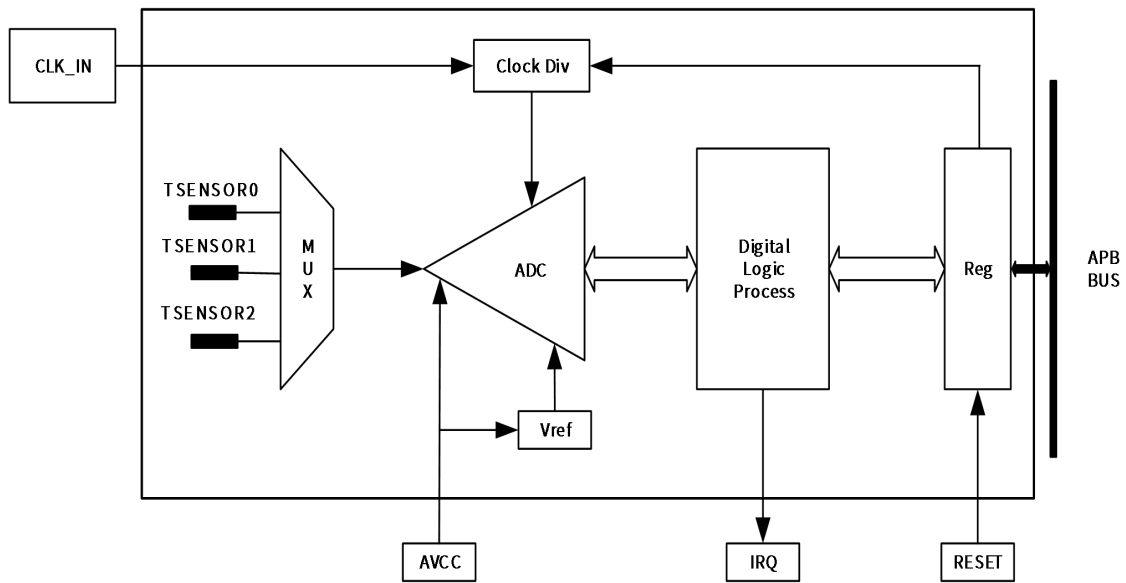 CLK_IN
Clock Div
TSENSOR0
TSENSOR1
TSENSOR2
M
U
X
ADC
Digital
Logic
Process
Reg
APB
BUS
Vref
AVCC
IRQ
RESET